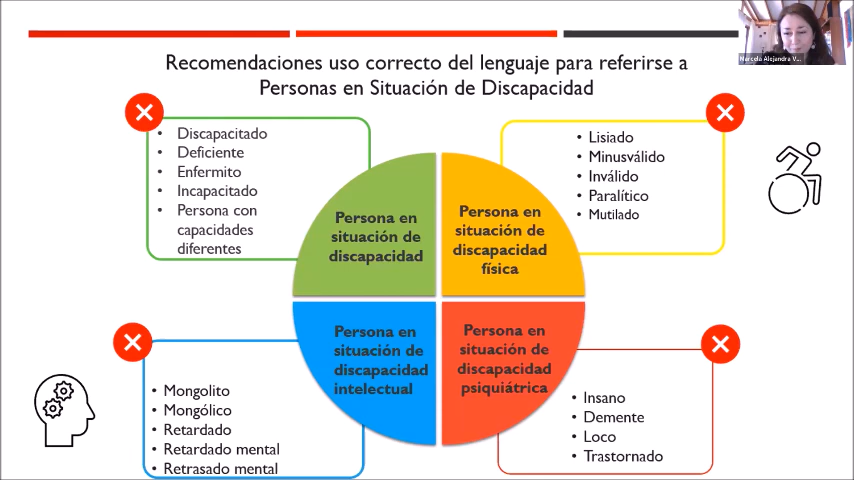 Marcela Alejandra V...
Recomendaciones uso correcto del lenguaje para referirse a
Personas en Situación de Discapacidad
• Discapacitado
• Deficiente
• Enfermito
• Incapacitado
• Persona con
capacidades
diferentes
• Lisiado
• Minusválido
• Inválido
• Paralítico
• Mutilado
Persona en
situación de
discapacidad
Persona en
situación de
discapacidad
física
Persona en
situación de
discapacidad
intelectual
Persona en
situación de
discapacidad
psiquiátrica
• Mongolito
• Mongólico
• Retardado
• Retardado mental
• Retrasado mental
• Insano
• Demente
• Loco
• Trastornado